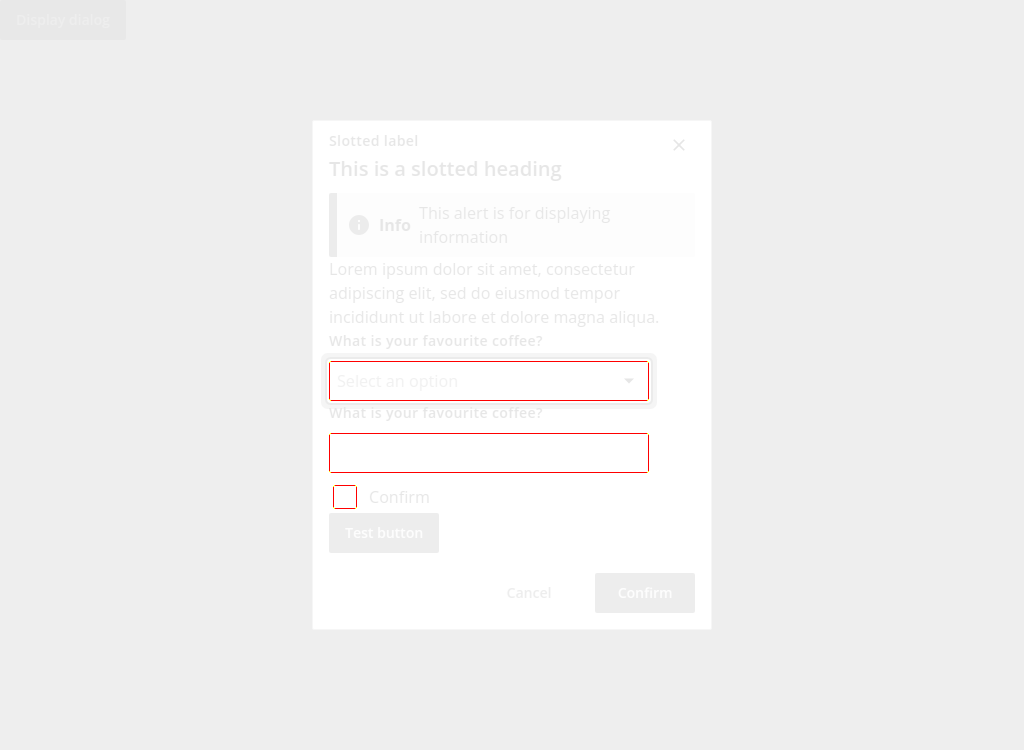 Display dialog
Slotted label
This is a slotted heading
Info This alert is for displaying
information
Lorem ipsum dolor sit amet, consectetur
adipiscing elit, sed do eiusmod tempor
incididunt ut labore et dolore magna aliqua.
What is your favourite coffee?
Select an option
What is your favourite coffee?
Confirm
Test button
Cancel Confirm